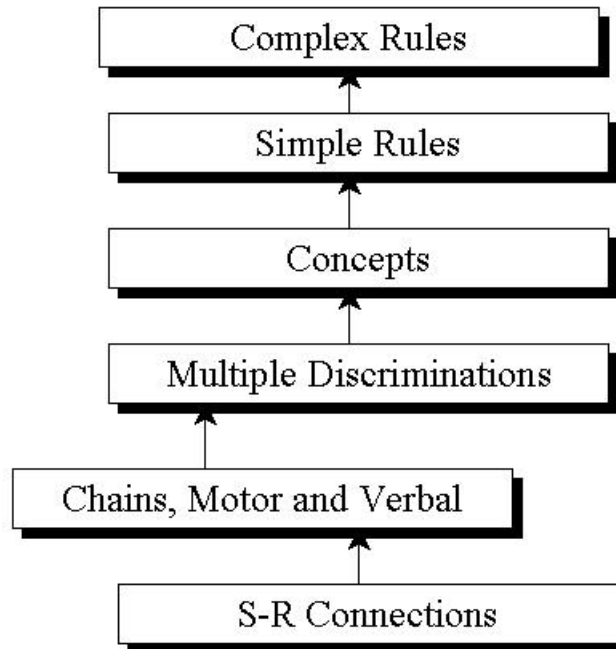 Complex Rules
Simple Rules
Concepts
Multiple Discriminations
Chains, Motor and Verbal
S-R Connections